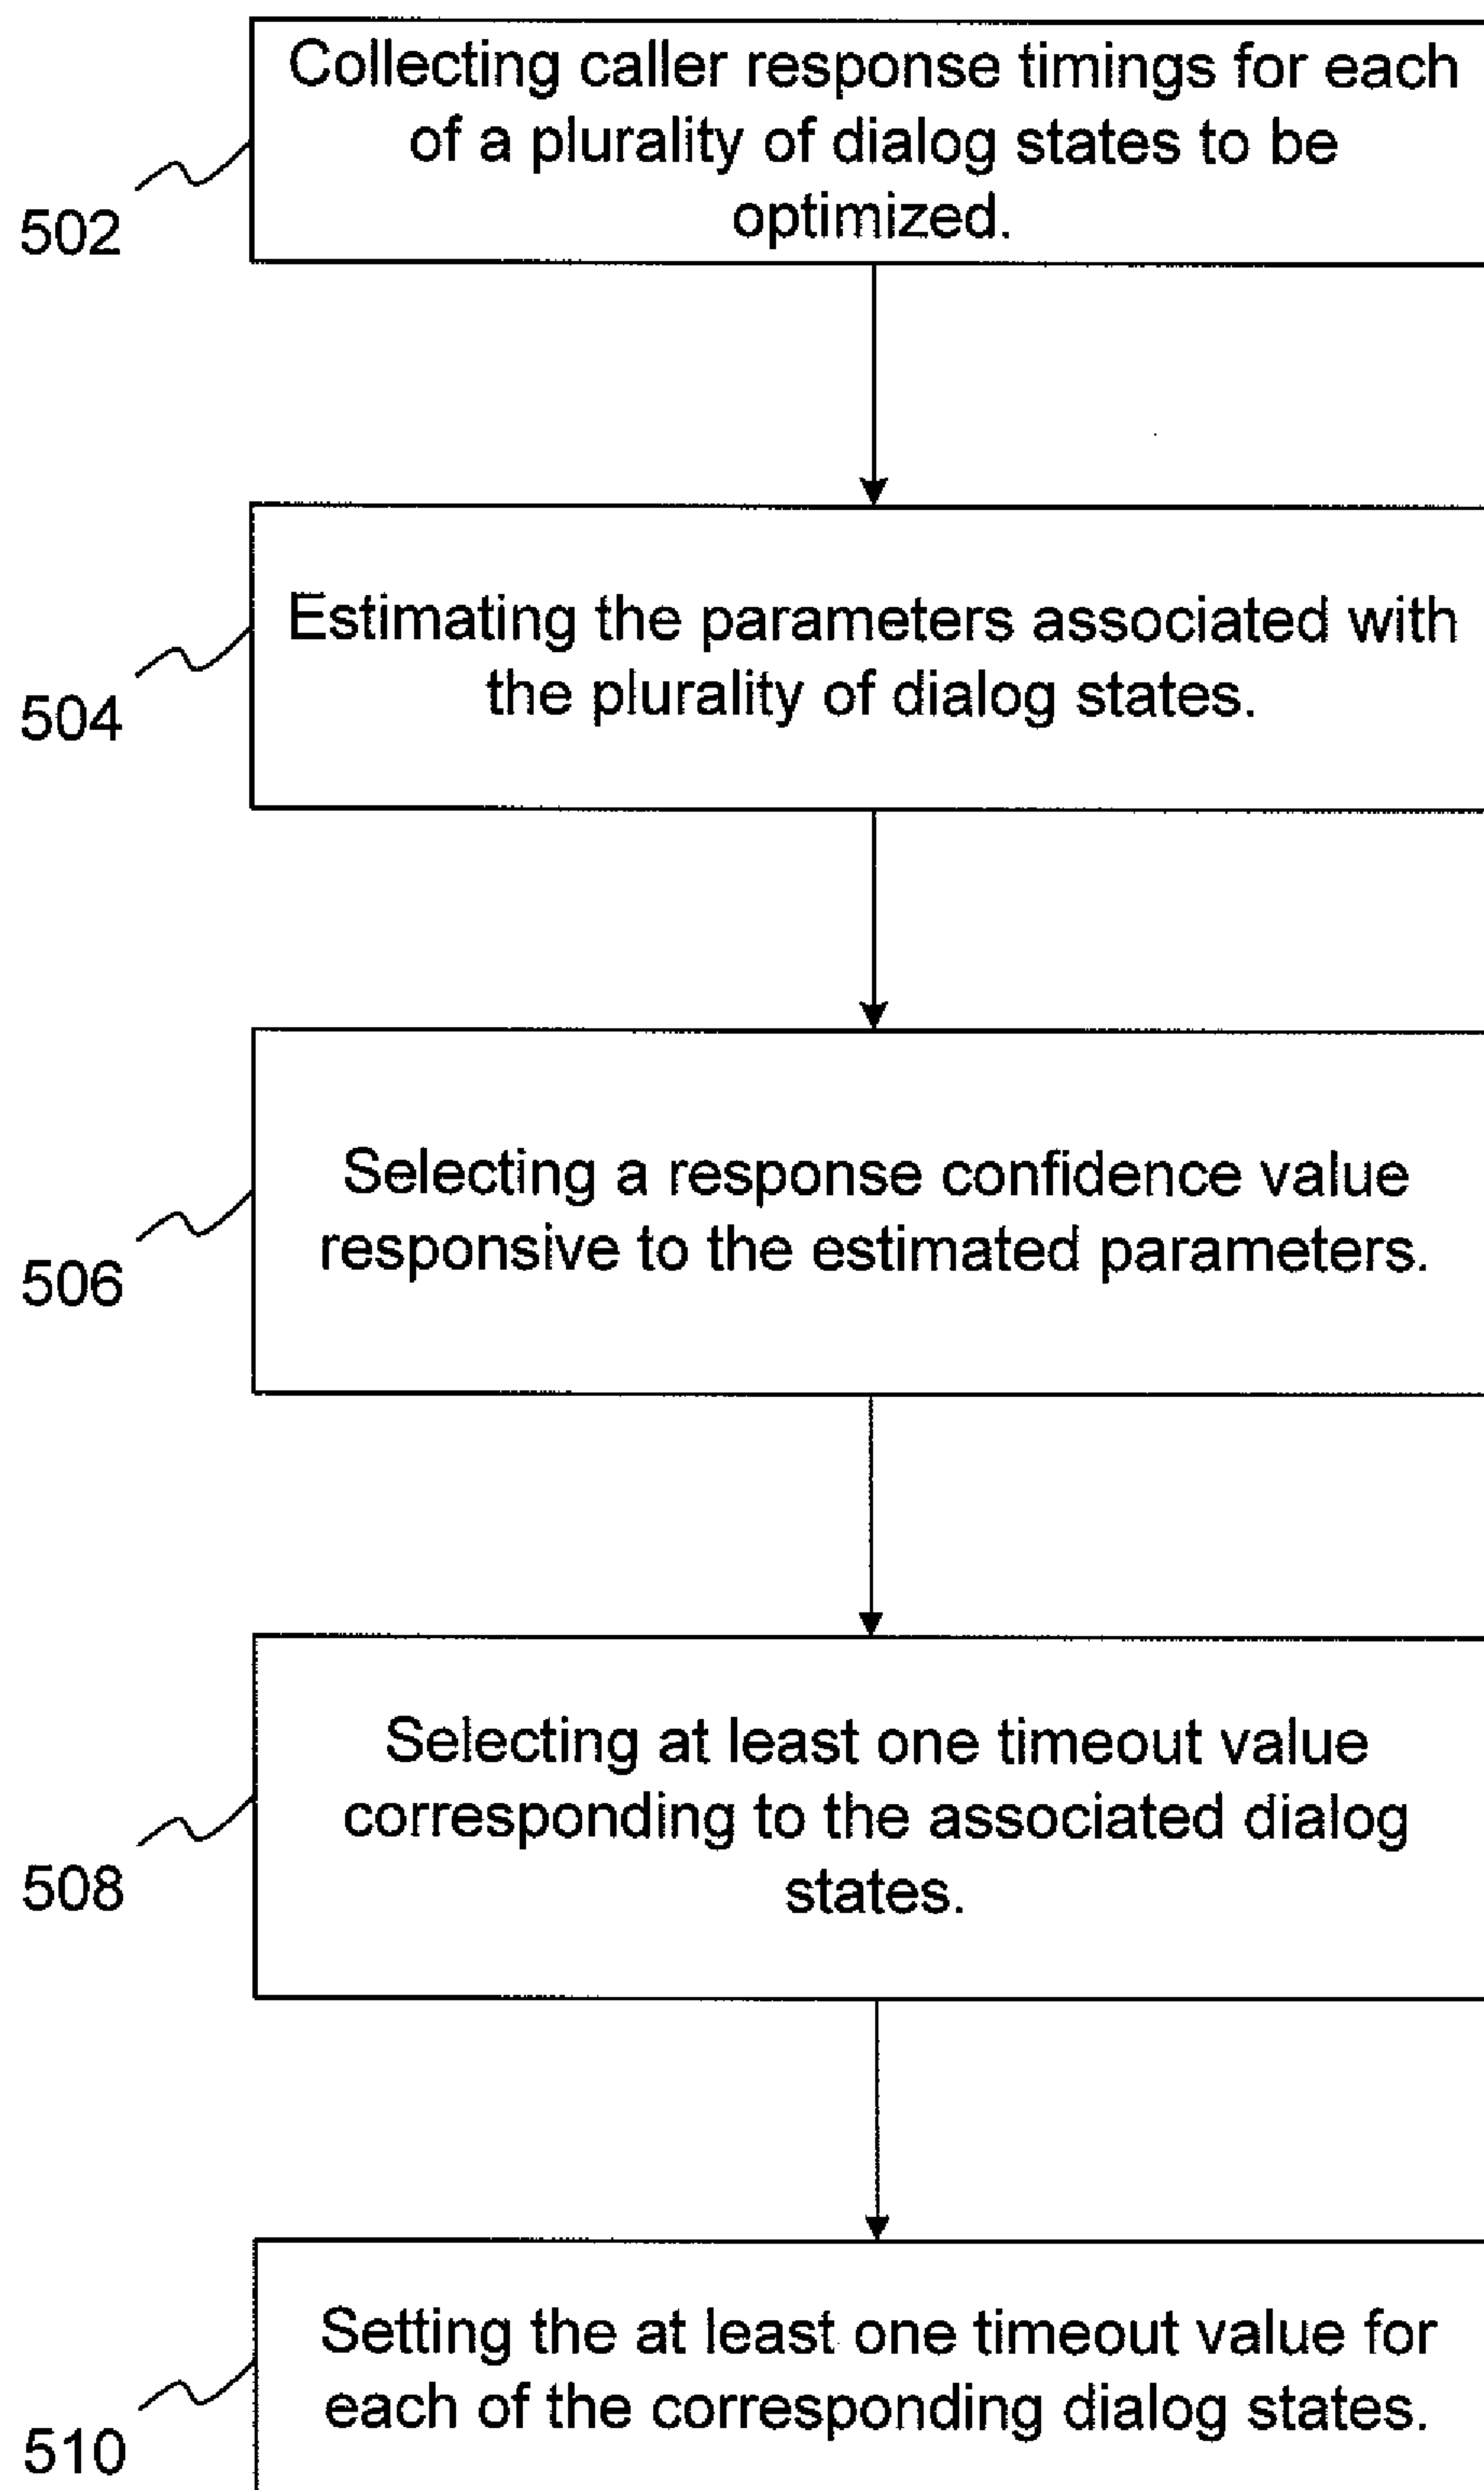 Collecting caller response timings for each
of a plurality of dialog states to be
optimized.
502
Estimating the parameters associated with
the plurality of dialog states.
504
Selecting a response confidence value
responsive to the estimated parameters.
506
Selecting at least one timeout value
corresponding to the associated dialog
states.
508
Setting the at least one timeout value for
each of the corresponding dialog states.
510